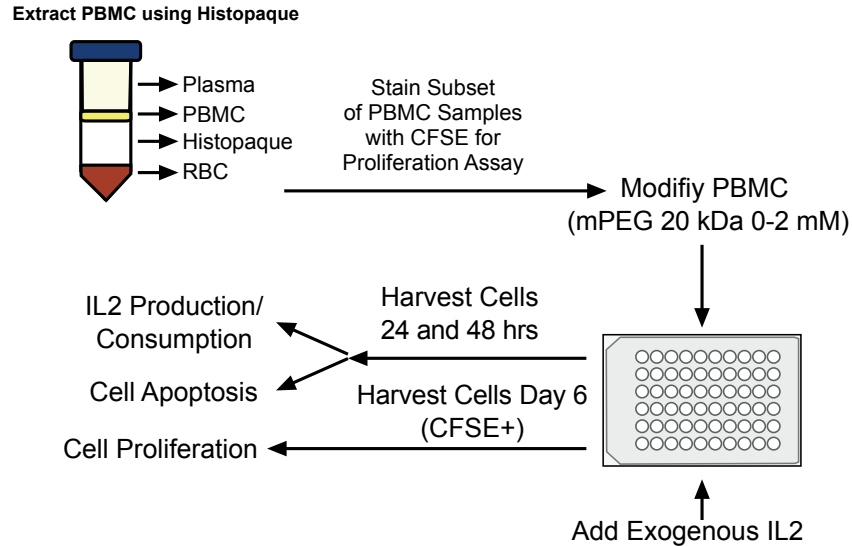 Extract PBMC using Histopaque
Plasma
PBMC
Histopaque
RBC
Stain Subset
of PBMC Samples
with CFSE for
Proliferation Assay
Modifiy PBMC
(mPEG 20 kDa 0-2 mM)
IL2 Production/
Consumption
Cell Apoptosis
Harvest Cells
24 and 48 hrs
Harvest Cells Day 6
(CFSE+)
Cell Proliferation
Add Exogenous IL2